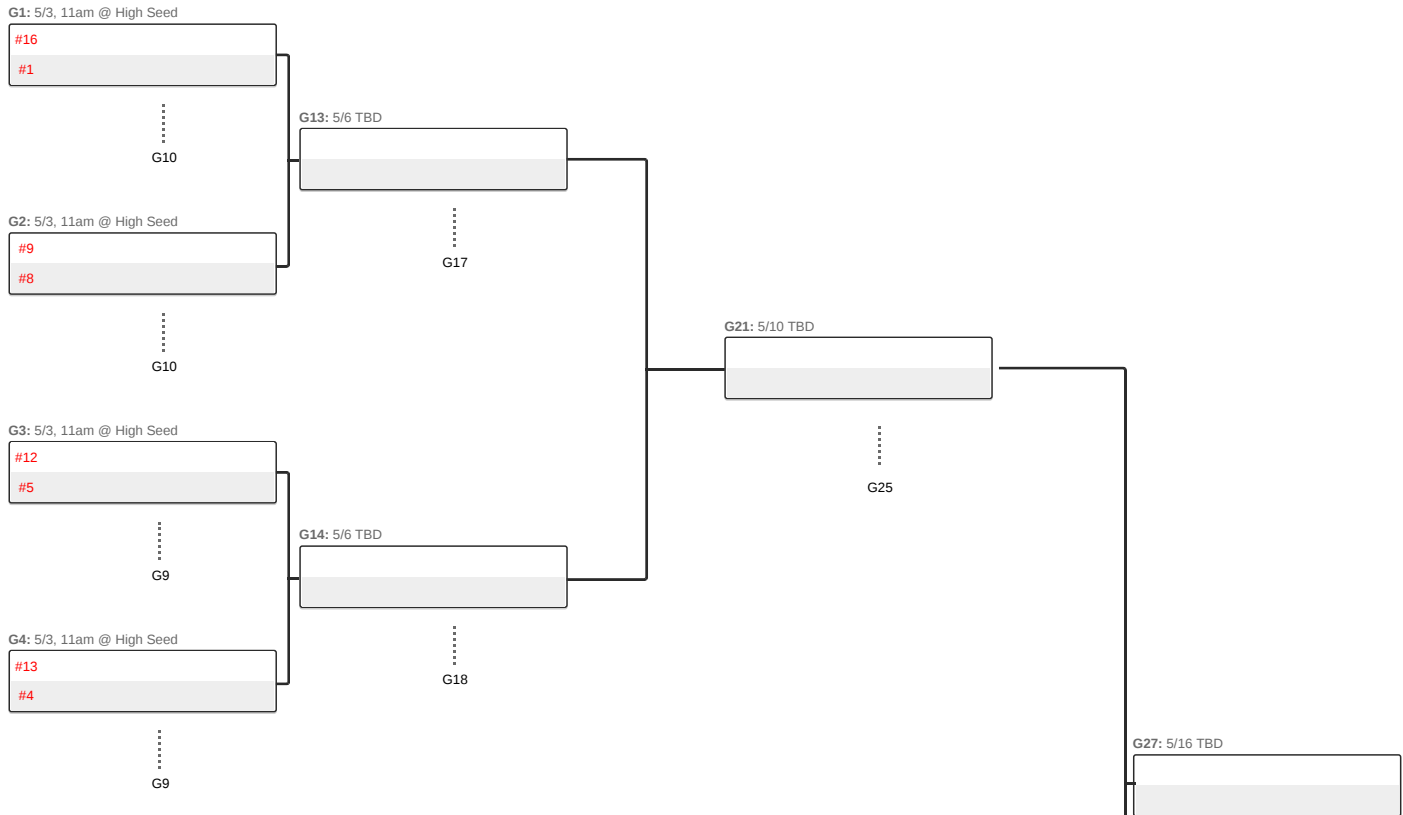 G1: 5/3, 11am @ High Seed
#16
#1
G10
G13: 5/6 TBD
G17
G2: 5/3, 11am @ High Seed
#9
#8
G10
G21: 5/10 TBD
G25
G3: 5/3, 11am @ High Seed
#12
#5
G9
G14: 5/6 TBD
G18
G4: 5/3, 11am @ High Seed
#13
#4
G9
G27: 5/16 TBD